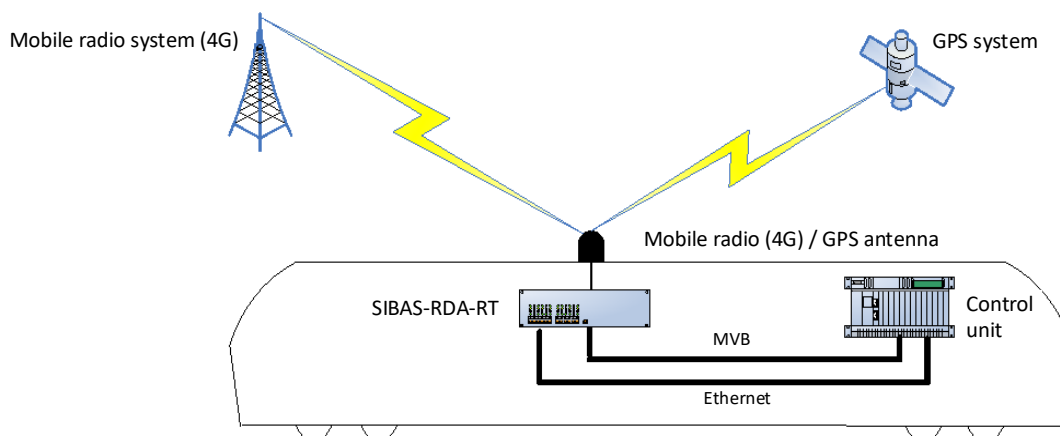 Mobile radio system (4G)
GPS system
Mobile radio (4G) / GPS antenna
SIBAS-RDA-RT
Control
unit
MVB
Ethernet